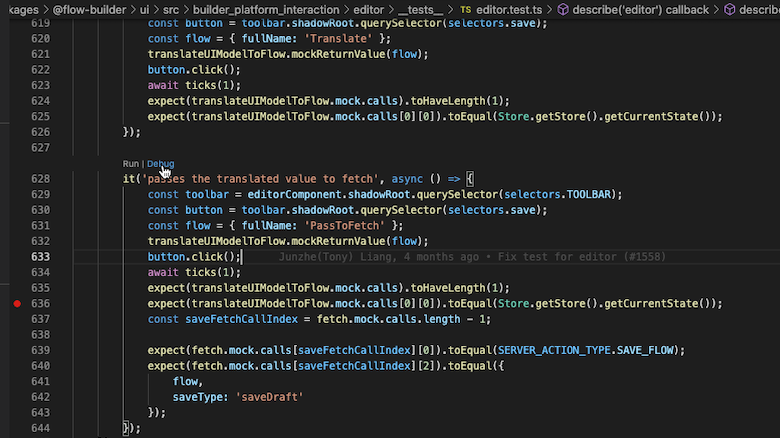 kages > @flow-builder > ui > src > builder_platform_interaction > editor > __tests__ > TS editor.test.ts > describe('editor') callback > describe
619 const button = toolbar.shadowRoot.querySelector(selectors.save);
620 const flow = { fullName: 'Translate' };
621 translateUIModelToFlow.mockReturnValue(flow);
622 button.click();
623 await ticks(1);
624 expect(translateUIModelToFlow.mock.calls).toHaveLength(1);
625 expect(translateUIModelToFlow.mock.calls[0][0]).toEqual(Store.getStore().getCurrentState());
626 });
627
Run | Debug
628 it('passes the translated value to fetch', async () => {
629 const toolbar = editorComponent.shadowRoot.querySelector(selectors.TOOLBAR);
630 const button = toolbar.shadowRoot.querySelector(selectors.save);
631 const flow = { fullName: 'PassToFetch' };
632 translateUIModelToFlow.mockReturnValue(flow);
633 button.click(); Junzhe(Tony) Liang, 4 months ago • Fix test for editor (#1558)
634 await ticks(1);
635 expect(translateUIModelToFlow.mock.calls).toHaveLength(1);
636 expect(translateUIModelToFlow.mock.calls[0][0]).toEqual(Store.getStore().getCurrentState());
637 const saveFetchCallIndex = fetch.mock.calls.length - 1;
638
639 expect(fetch.mock.calls[saveFetchCallIndex][0]).toEqual(SERVER_ACTION_TYPE.SAVE_FLOW);
640 expect(fetch.mock.calls[saveFetchCallIndex][2]).toEqual({
641 flow,
642 saveType: 'saveDraft'
643 });
644 });